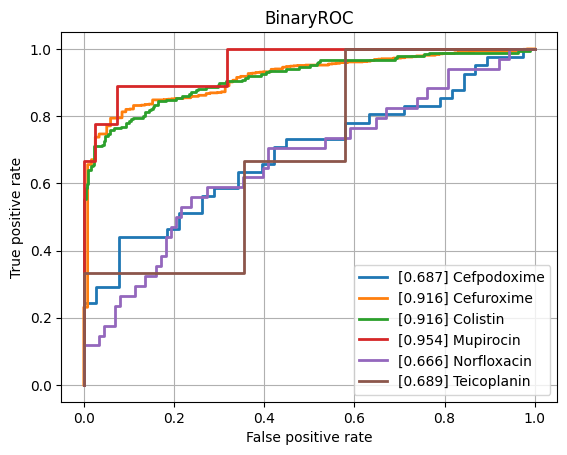 BinaryROC
True positive rate
1.0
0.8
0.6
0.4
0.2
0.0
[0.687] Cefpodoxime
[0.916] Cefuroxime
[0.916] Colistin
[0.954] Mupirocin
[0.666] Norfloxacin
[0.689] Teicoplanin
0.0 0.2 0.4 0.6 0.8 1.0
False positive rate